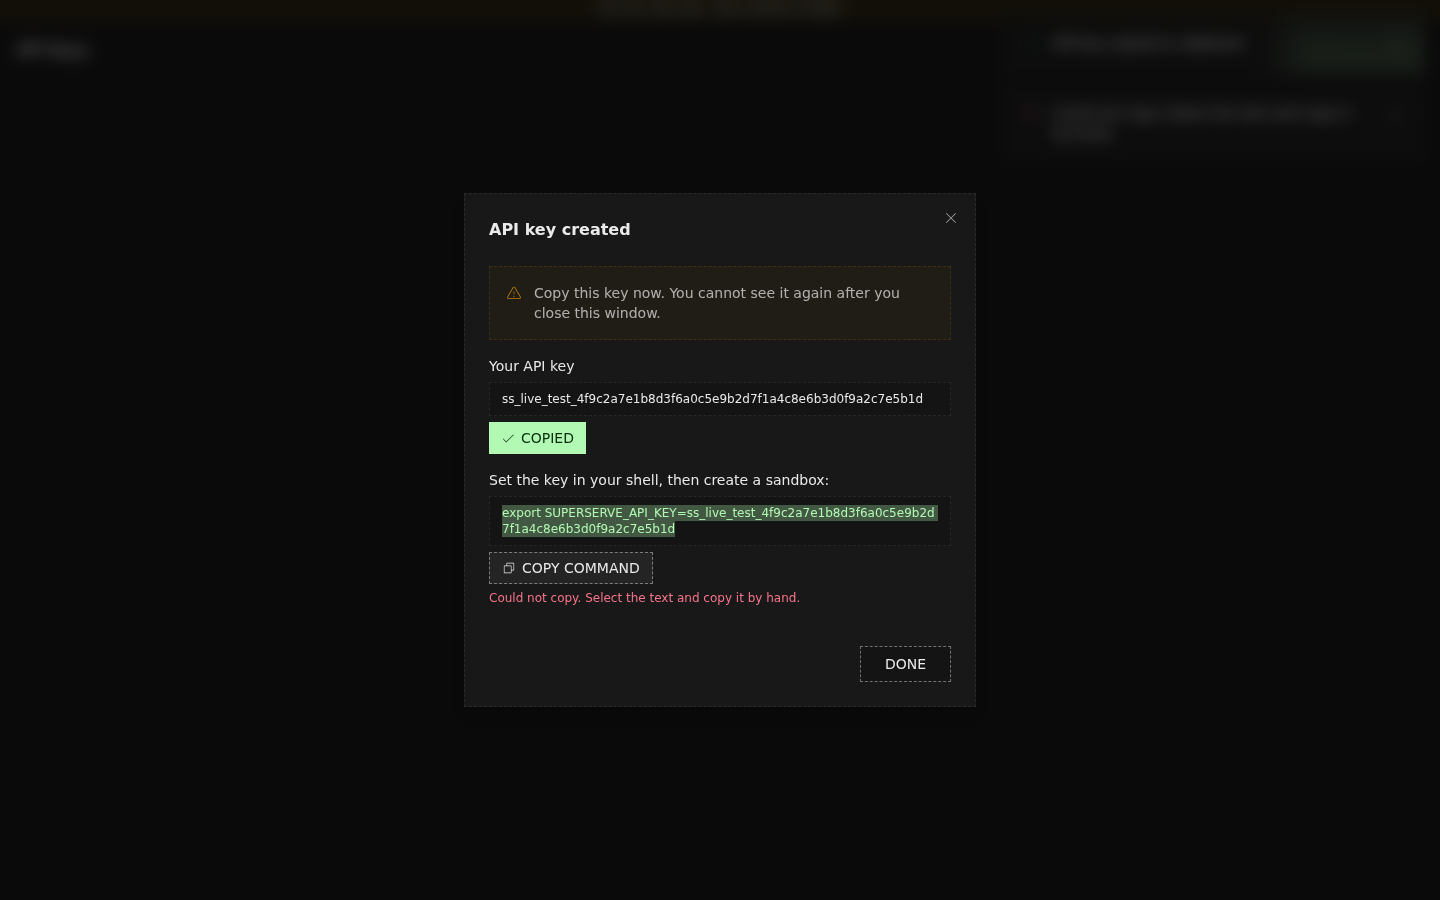 API Keys
API key created
Copy this key now. You cannot see it again after you
close this window.
Your API key
ss_live_test_4f9c2a7e1b8d3f6a0c5e9b2d7f1a4c8e6b3d0f9a2c7e5b1d
COPIED
Set the key in your shell, then create a sandbox:
export SUPERSERVE_API_KEY=ss_live_test_4f9c2a7e1b8d3f6a0c5e9b2d
7f1a4c8e6b3d0f9a2c7e5b1d
COPY COMMAND
Could not copy. Select the text and copy it by hand.
DONE